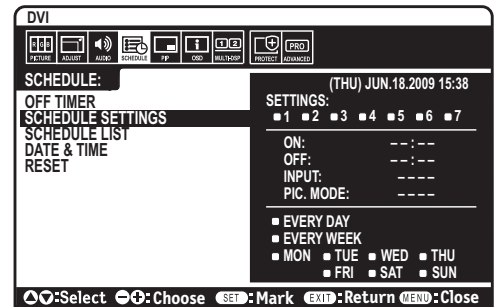 DVI
R G B 1 2 PRO
PICTURE ADJUST AUDIO SCHEDULE PIP OSD MULTI-DSP PROTECT ADVANCED
SCHEDULE:
OFF TIMER
SCHEDULE SETTINGS
SCHEDULE LIST
DATE & TIME
RESET
(THU) JUN.18.2009 15:38
SETTINGS:
1 2 3 4 5 6 7
ON: --:--
OFF: --:--
INPUT: ----
PIC. MODE: ----
EVERY DAY
EVERY WEEK
MON TUE WED THU
FRI SAT SUN
Select Choose SET:Mark EXIT:Return MENU:Close